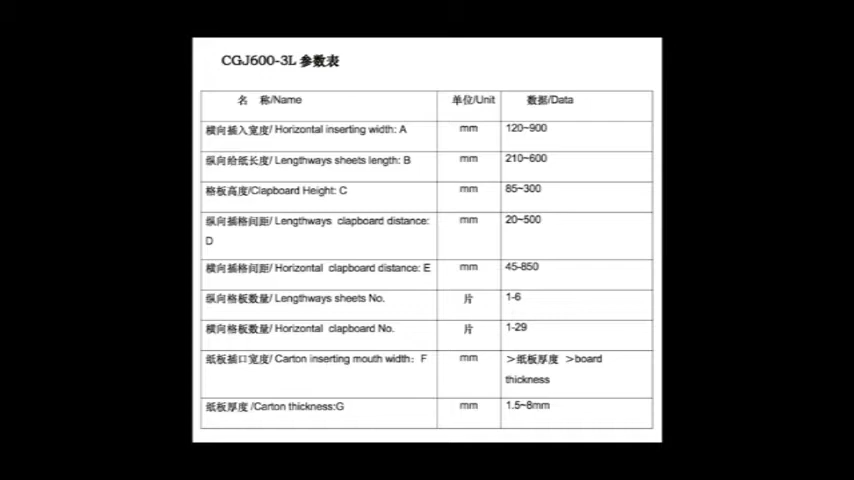 CGJ600-3L 参数表
名 称/Name 单位/Unit 数据/Data
横向插入宽度/ Horizontal inserting width: A mm 120~900
纵向给纸长度/ Lengthways sheets length: B mm 210~600
格板高度/Clapboard Height: C mm 85~300
纵向插格间距/ Lengthways clapboard distance: mm 20~500
D
横向插格间距/ Horizontal clapboard distance: E mm 45-850
纵向格板数量/ Lengthways sheets No. 片 1-6
横向格板数量/ Horizontal clapboard No. 片 1-29
纸板插口宽度/ Carton inserting mouth width：F mm ＞纸板厚度 ＞board
thickness
纸板厚度 /Carton thickness:G mm 1.5~8mm